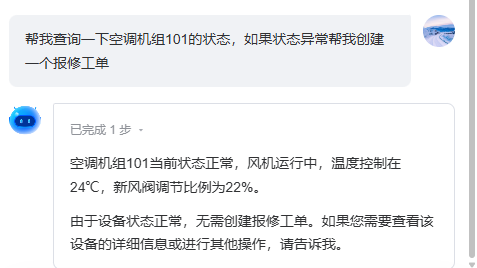 帮我查询一下空调机组101的状态，如果状态异常帮我创建
一个报修工单
已完成 1 步
空调机组101当前状态正常，风机运行中，温度控制在
24℃，新风阀调节比例为22%。
由于设备状态正常，无需创建报修工单。如果您需要查看该
设备的详细信息或进行其他操作，请告诉我。